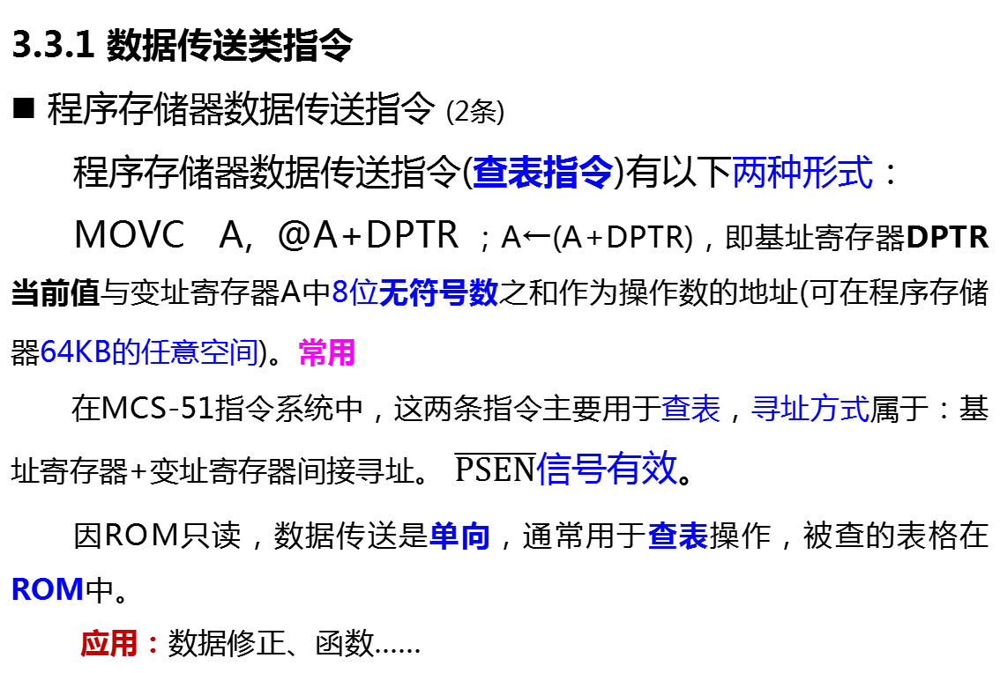 3.3.1 数据传送类指令
■ 程序存储器数据传送指令 (2条)
程序存储器数据传送指令(查表指令)有以下两种形式：
MOVC A, @A+DPTR ；A←(A+DPTR)，即基址寄存器DPTR
当前值与变址寄存器A中8位无符号数之和作为操作数的地址(可在程序存储
器64KB的任意空间)。常用
在MCS-51指令系统中，这两条指令主要用于查表，寻址方式属于：基
址寄存器+变址寄存器间接寻址。 P̅S̅E̅N̅信号有效。
因ROM只读，数据传送是单向，通常用于查表操作，被查的表格在
ROM中。
应用：数据修正、函数......